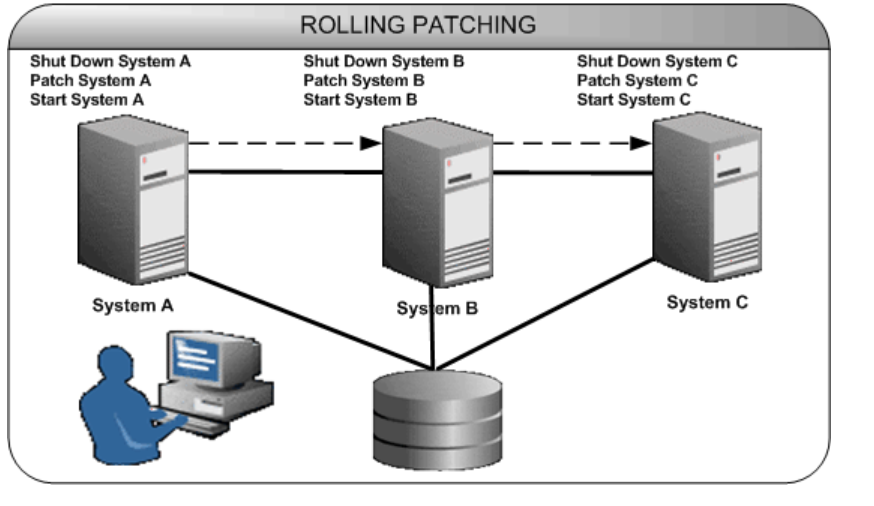 ROLLING PATCHING
Shut Down System A
Patch System A
Start System A
Shut Down System B
Patch System B
Start System B
Shut Down System C
Patch System C
Start System C
System A
System B
System C